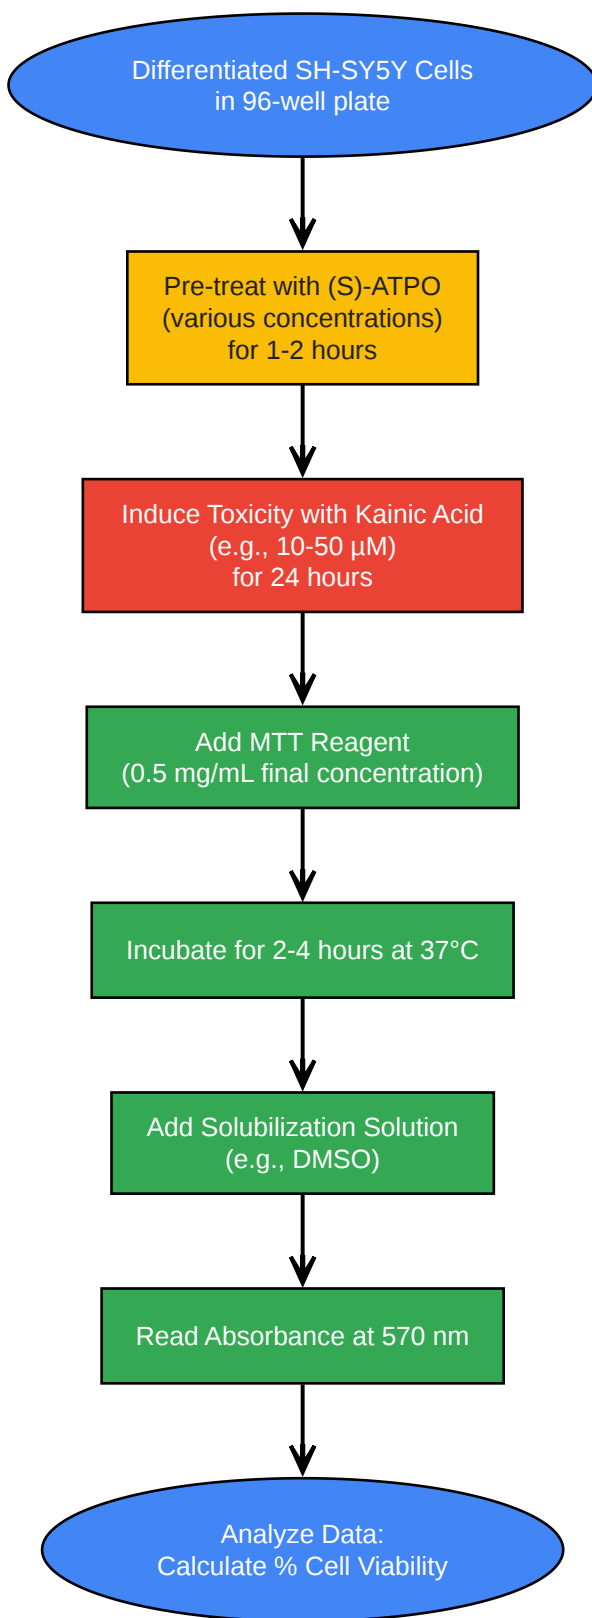 Differentiated SH-SY5Y Cells
in 96-well plate
Pre-treat with (S)-ATPO
(various concentrations)
for 1-2 hours
Induce Toxicity with Kainic Acid
(e.g., 10-50 µM)
for 24 hours
Add MTT Reagent
(0.5 mg/mL final concentration)
Incubate for 2-4 hours at 37°C
Add Solubilization Solution
(e.g., DMSO)
Read Absorbance at 570 nm
Analyze Data:
Calculate % Cell Viability